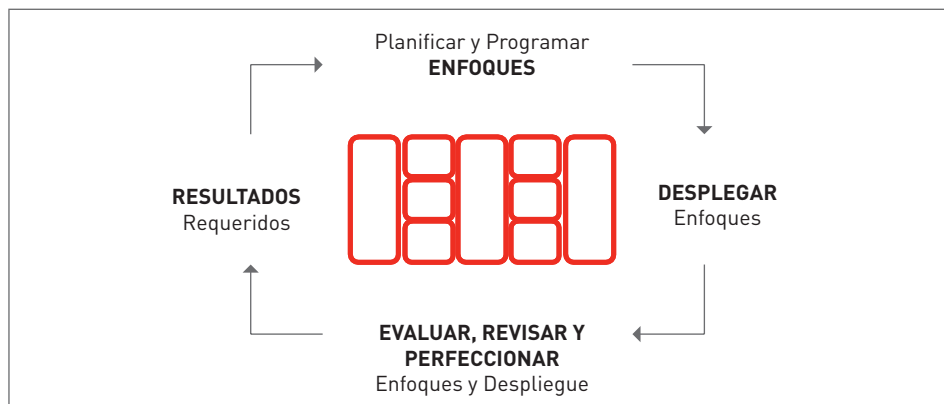 Planificar y Programar
ENFOQUES
RESULTADOS
Requeridos
DESPLEGAR
Enfoques
EVALUAR, REVISAR Y
PERFECCIONAR
Enfoques y Despliegue